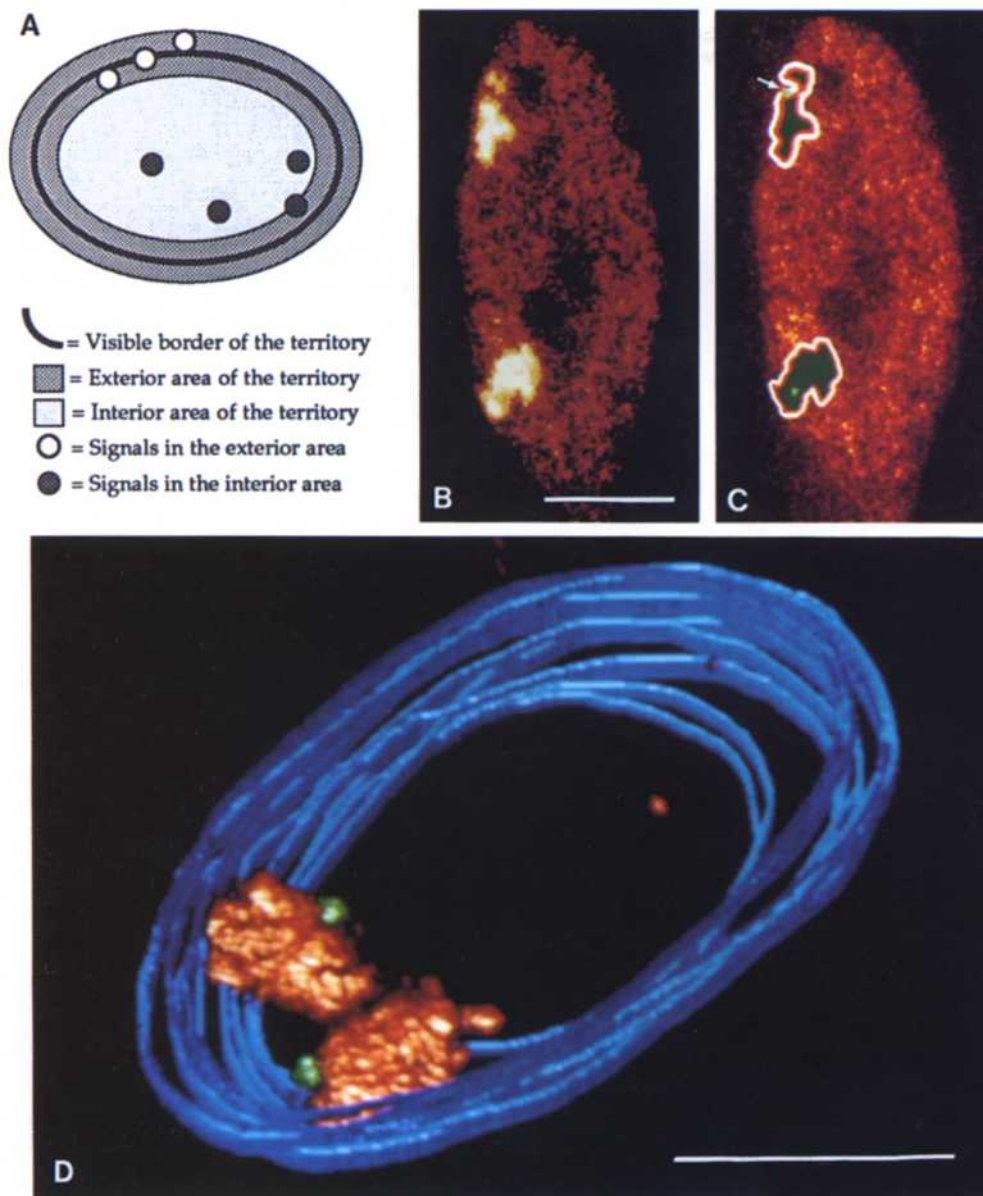 A
= Visible border of the territory
= Exterior area of the territory
= Interior area of the territory
= Signals in the exterior area
= Signals in the interior area
B
C
D